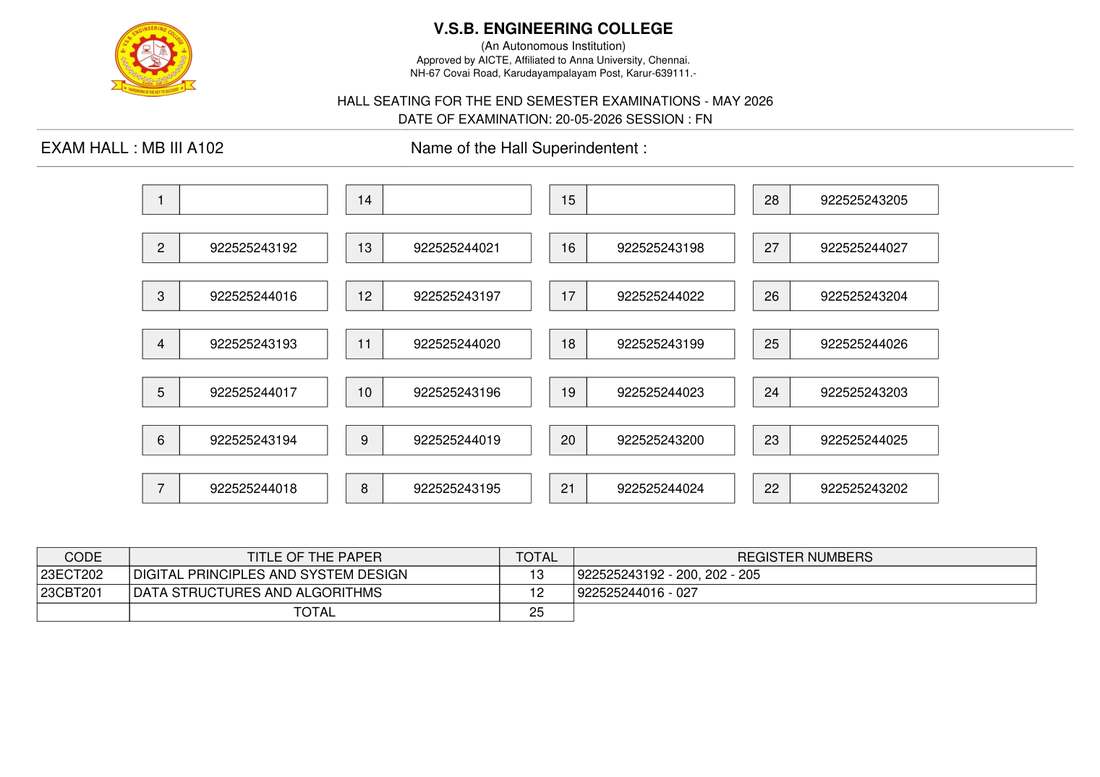 V.S.B. ENGINEERING COLLEGE
(An Autonomous Institution)
Approved by AICTE, Affiliated to Anna University, Chennai.
NH-67 Covai Road, Karudayampalayam Post, Karur-639111.-
HALL SEATING FOR THE END SEMESTER EXAMINATIONS - MAY 2026
DATE OF EXAMINATION: 20-05-2026 SESSION : FN
EXAM HALL : MB III A102 Name of the Hall Superindentent :
1 14 15 28 922525243205
2 922525243192 13 922525244021 16 922525243198 27 922525244027
3 922525244016 12 922525243197 17 922525244022 26 922525243204
4 922525243193 11 922525244020 18 922525243199 25 922525244026
5 922525244017 10 922525243196 19 922525244023 24 922525243203
6 922525243194 9 922525244019 20 922525243200 23 922525244025
7 922525244018 8 922525243195 21 922525244024 22 922525243202
CODE TITLE OF THE PAPER TOTAL REGISTER NUMBERS
23ECT202 DIGITAL PRINCIPLES AND SYSTEM DESIGN 13 922525243192 - 200, 202 - 205
23CBT201 DATA STRUCTURES AND ALGORITHMS 12 922525244016 - 027
TOTAL 25